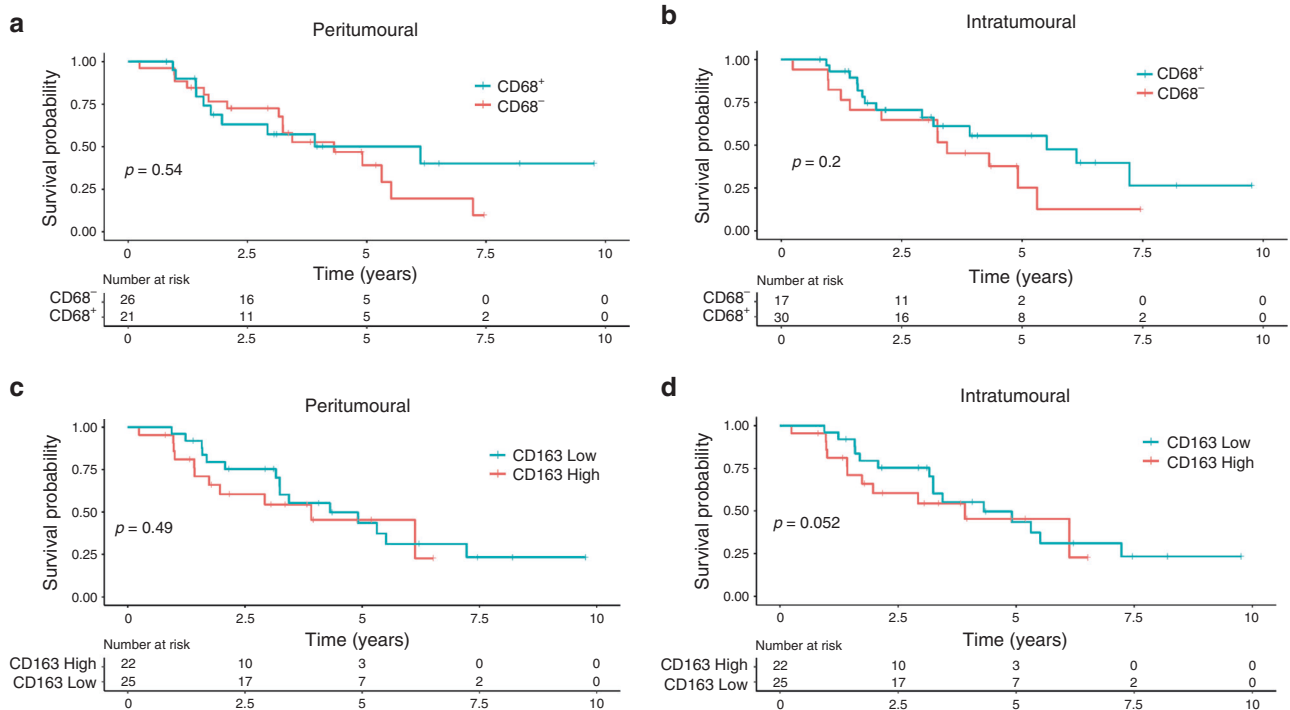 a
Peritumoural
Survival probability
1.00
0.75
0.50
0.25
0.00
CD68⁺
CD68⁻
p = 0.54
0 2.5 5 7.5 10
Time (years)
Number at risk
CD68⁻ 26 16 5 0 0
CD68⁺ 21 11 5 2 0
0 2.5 5 7.5 10
b
Intratumoural
Survival probability
1.00
0.75
0.50
0.25
0.00
CD68⁺
CD68⁻
p = 0.2
0 2.5 5 7.5 10
Time (years)
Number at risk
CD68⁻ 17 11 2 0 0
CD68⁺ 30 16 8 2 0
0 2.5 5 7.5 10
c
Peritumoural
Survival probability
1.00
0.75
0.50
0.25
0.00
CD163 Low
CD163 High
p = 0.49
0 2.5 5 7.5 10
Time (years)
Number at risk
CD163 High 22 10 3 0 0
CD163 Low 25 17 7 2 0
0 2.5 5 7.5 10
d
Intratumoural
Survival probability
1.00
0.75
0.50
0.25
0.00
CD163 Low
CD163 High
p = 0.052
0 2.5 5 7.5 10
Time (years)
Number at risk
CD163 High 22 10 3 0 0
CD163 Low 25 17 7 2 0
0 2.5 5 7.5 10